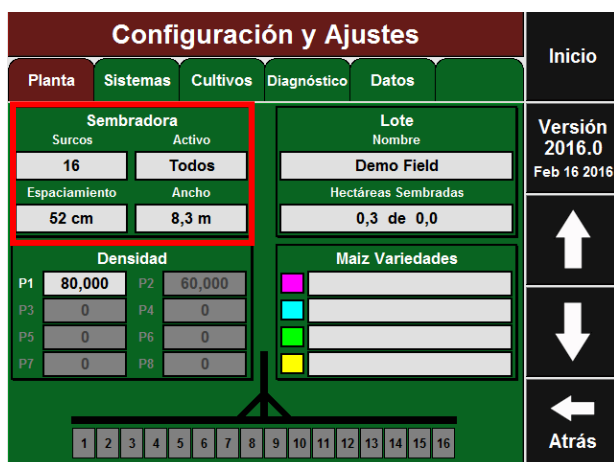 Configuración y Ajustes
Inicio
Planta Sistemas Cultivos Diagnóstico Datos
Sembradora
Surcos Activo
16 Todos
Espaciamiento Ancho
52 cm 8,3 m
Lote
Nombre
Demo Field
Hectáreas Sembradas
0,3 de 0,0
Versión
2016.0
Feb 16 2016
Densidad
P1 80,000 P2 60,000
P3 0 P4 0
P5 0 P6 0
P7 0 P8 0
Maiz Variedades
1 2 3 4 5 6 7 8 9 10 11 12 13 14 15 16
Atrás